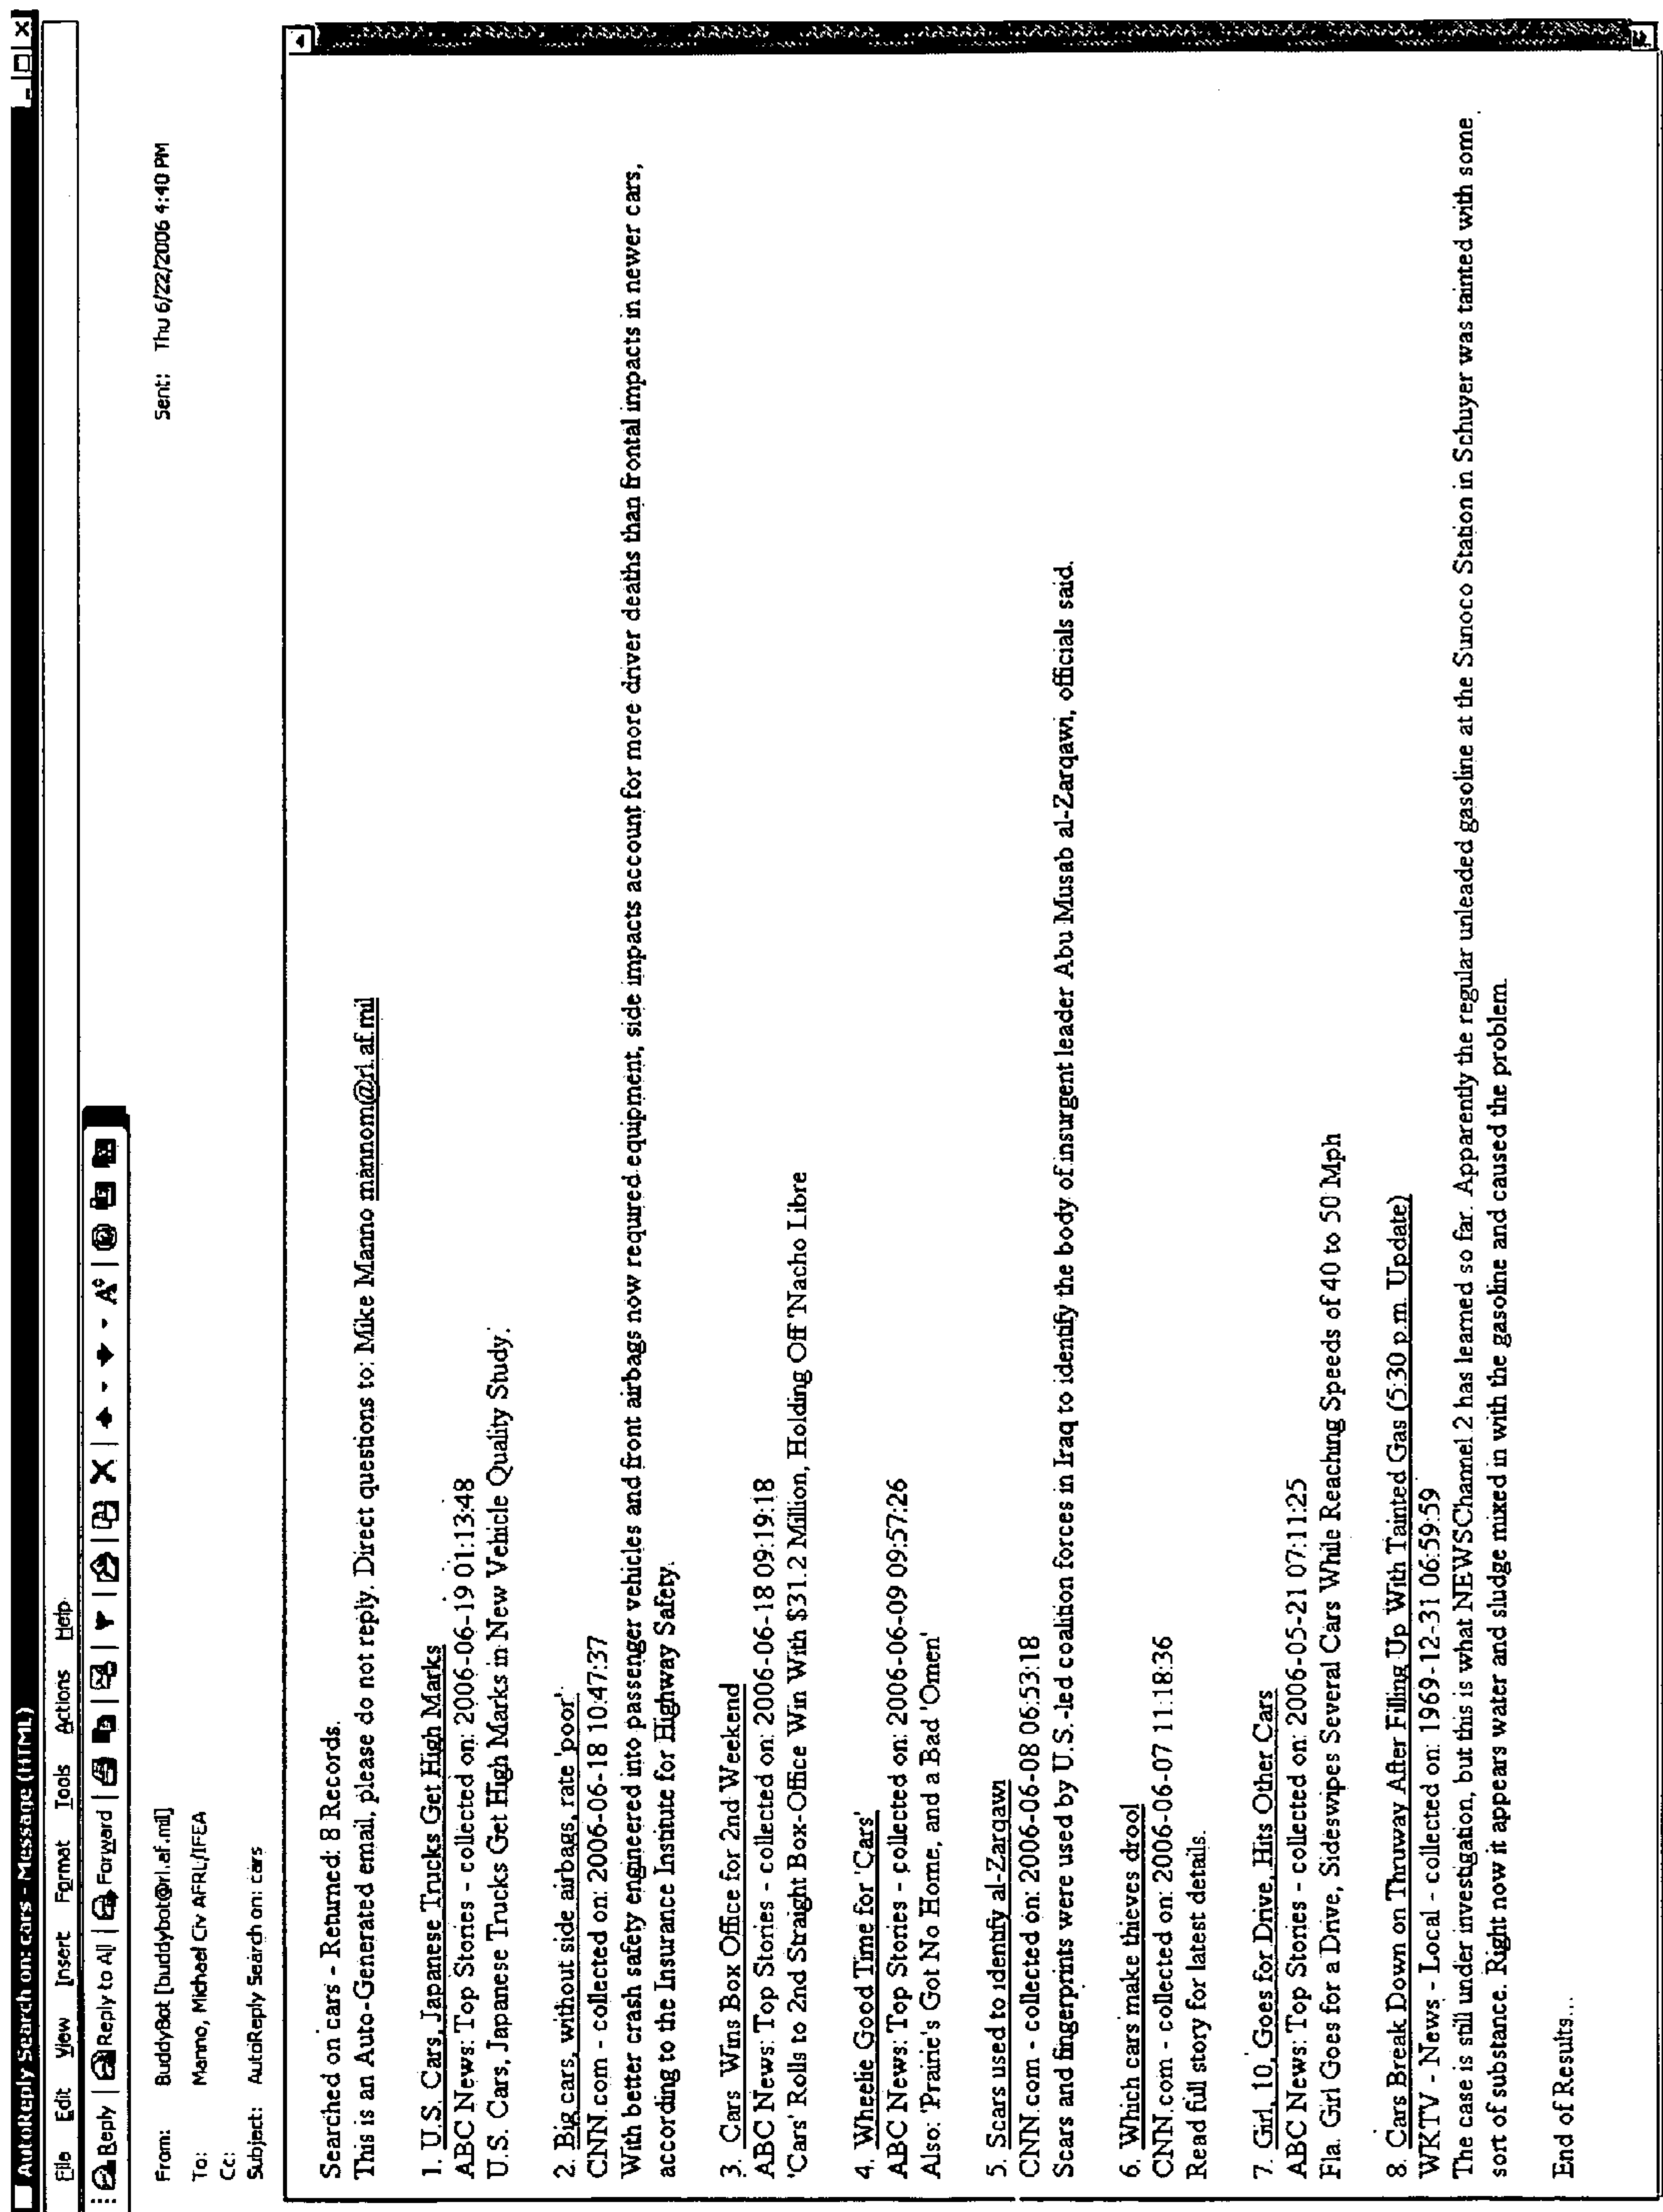 AutoReply Search on: cars - Message (HTML)
File Edit View Insert Format Tools Actions Help
Reply | Reply to All | Forward
From: BuddyBot [buddybot@rl.af.mil]
Sent: Thu 6/22/2006 4:40 PM
To: Manno, Michael Civ AFRL/IFEA
Cc:
Subject: AutoReply Search on: cars
Searched on cars - Returned: 8 Records.
This is an Auto-Generated email, please do not reply. Direct questions to: Mike Manno mannom@rl.af.mil
1. U.S. Cars, Japanese Trucks Get High Marks
ABC News: Top Stories - collected on: 2006-06-19 01:13:48
U.S. Cars, Japanese Trucks Get High Marks in New Vehicle Quality Study.
2. Big cars, without side airbags, rate 'poor'
CNN.com - collected on: 2006-06-18 10:47:37
With better crash safety engineered into passenger vehicles and front airbags now required equipment, side impacts account for more driver deaths than frontal impacts in newer cars,
according to the Insurance Institute for Highway Safety.
3. Cars Wins Box Office for 2nd Weekend
ABC News: Top Stories - collected on: 2006-06-18 09:19:18
'Cars' Rolls to 2nd Straight Box-Office Win With $31.2 Million, Holding Off 'Nacho Libre
4. Wheelie Good Time for 'Cars'
ABC News: Top Stories - collected on: 2006-06-09 09:57:26
Also: 'Prairie's Got No Home, and a Bad 'Omen'
5. Scars used to identify al-Zarqawi
CNN.com - collected on: 2006-06-08 06:53:18
Scars and fingerprints were used by U.S.-led coalition forces in Iraq to identify the body of insurgent leader Abu Musab al-Zarqawi, officials said.
6. Which cars make thieves drool
CNN.com - collected on: 2006-06-07 11:18:36
Read full story for latest details.
7. Girl, 10, Goes for Drive, Hits Other Cars
ABC News: Top Stories - collected on: 2006-05-21 07:11:25
Fla. Girl Goes for a Drive, Sideswipes Several Cars While Reaching Speeds of 40 to 50 Mph
8. Cars Break Down on Thruway After Filling Up With Tainted Gas (5:30 p.m. Update)
WKTV - News - Local - collected on: 1969-12-31 06:59:59
The case is still under investigation, but this is what NEWSChannel 2 has learned so far. Apparently the regular unleaded gasoline at the Sunoco Station in Schuyer was tainted with some
sort of substance. Right now it appears water and sludge mixed in with the gasoline and caused the problem.
End of Results...